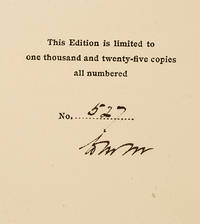 This Edition is limited to
one thousand and twenty-five copies
all numbered
No. 527